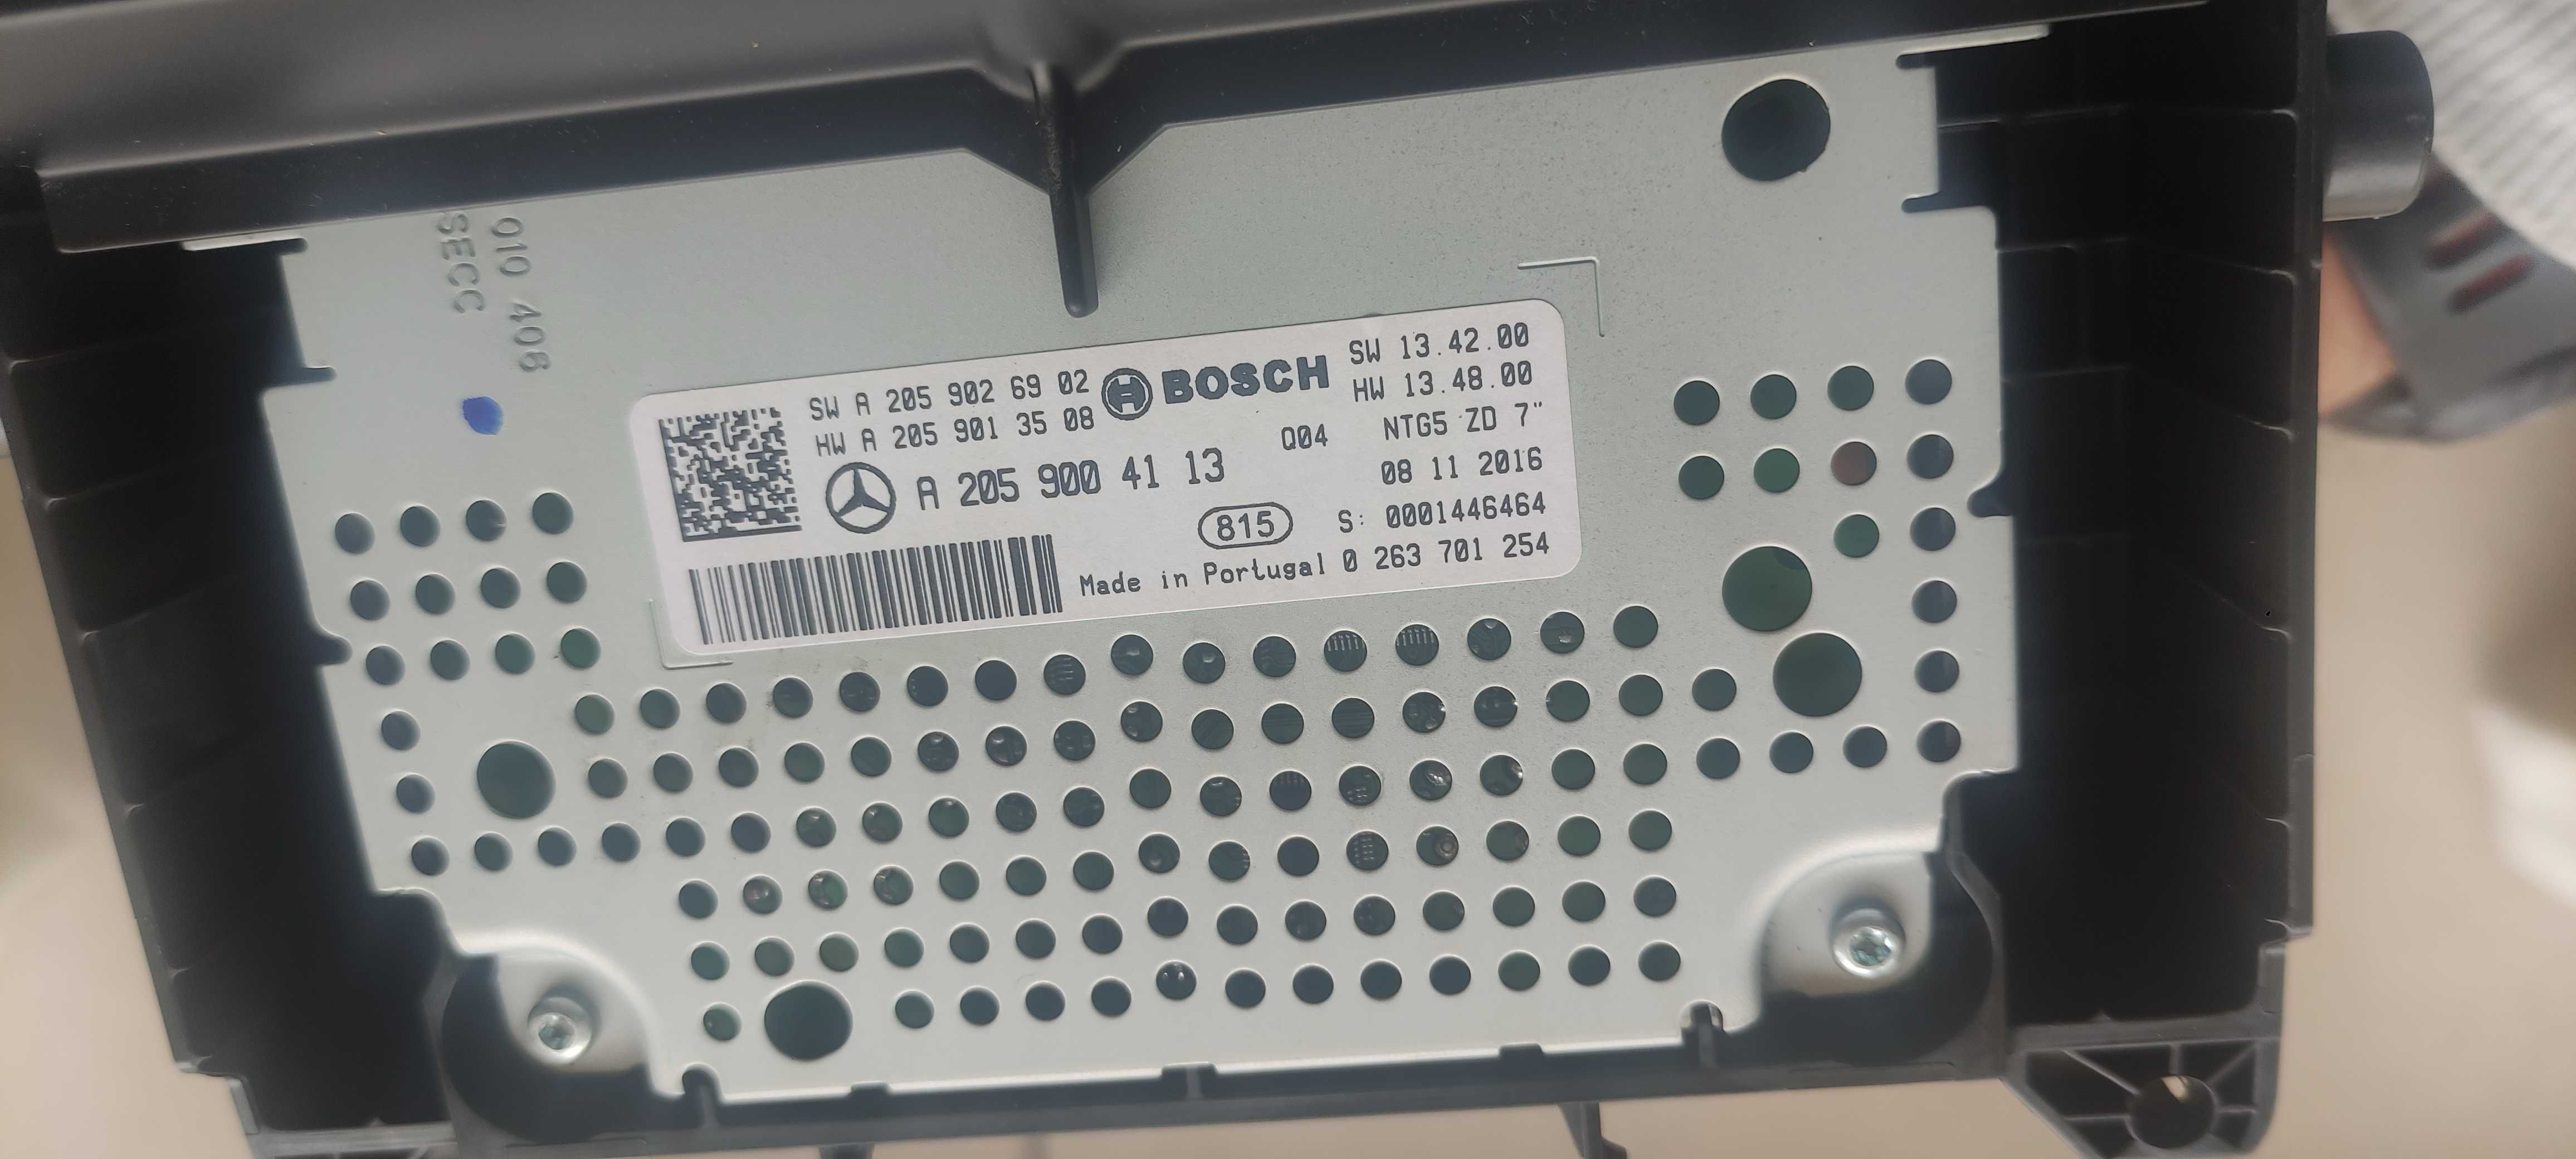 Q10 406
SECC
SW A 205 902 69 02
HW A 205 901 35 08
BOSCH
SW 13.42.00
HW 13.48.00
A 205 900 41 13
Q04
NTG5 ZD 7"
08 11 2016
815
S: 0001446464
Made in Portugal 0 263 701 254